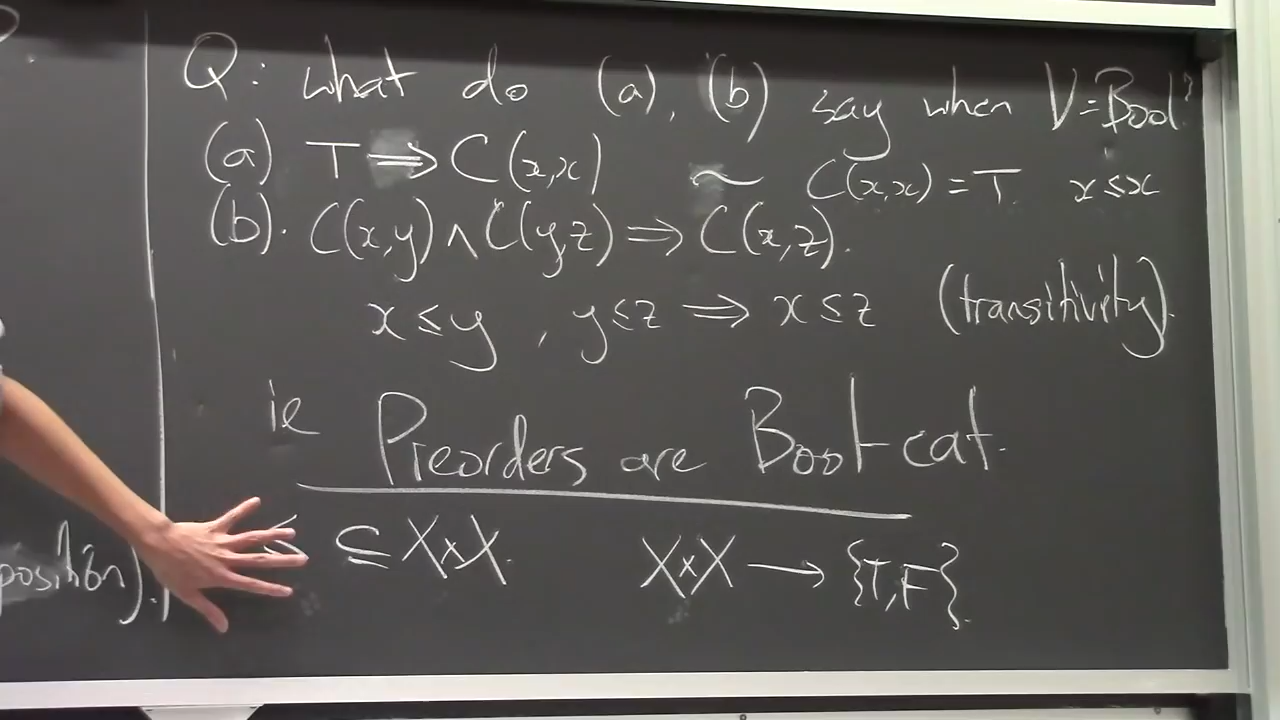 Q: what do (a), (b) say when V=Bool?
(a) T ⟹ C(x,x) ~ C(x,x) = T. x≤x
(b). C(x,y) ∧ C(y,z) ⟹ C(x,z).
x≤y , y≤z ⟹ x≤z (transitivity).
ie Preorders are Bool-cat.
≤ ⊆ X×X. X×X ⟶ {T,F}.
position).